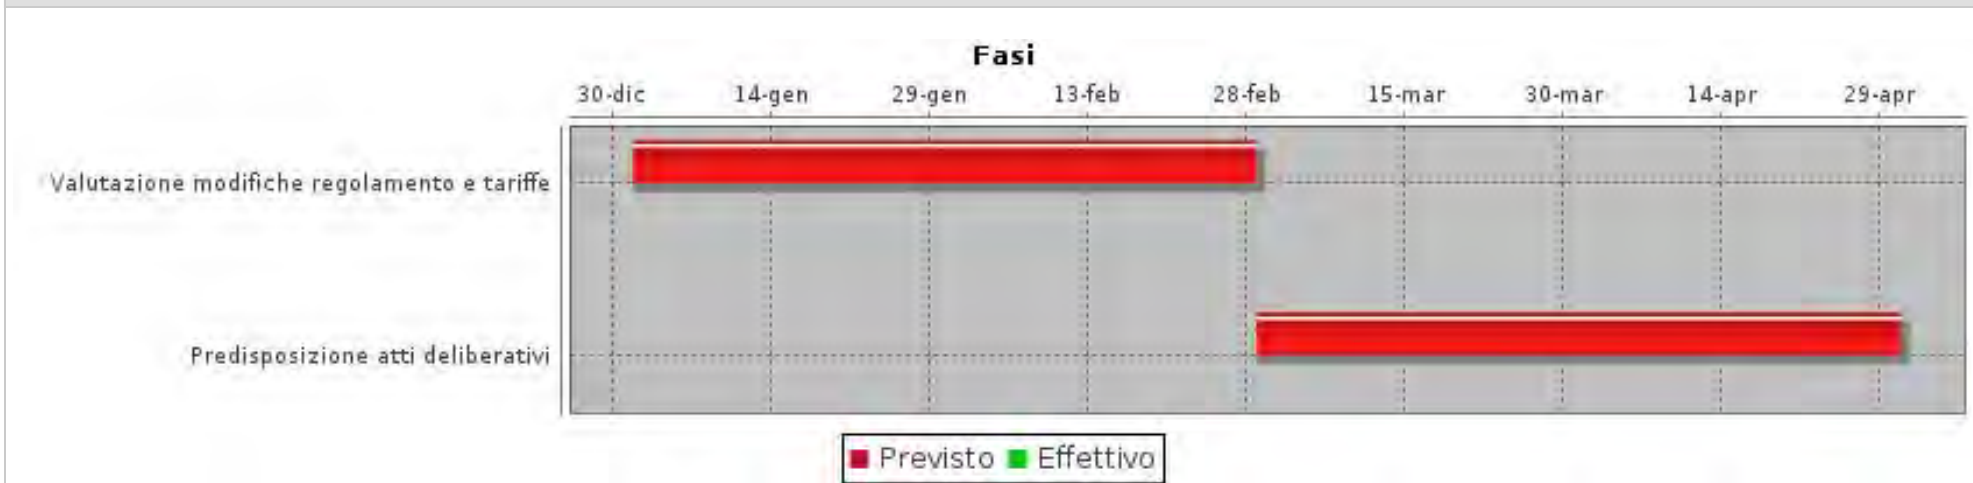 Fasi
30-dic 14-gen 29-gen 13-feb 28-feb 15-mar 30-mar 14-apr 29-apr
Valutazione modifiche regolamento e tariffe
Predisposizione atti deliberativi
Previsto Effettivo